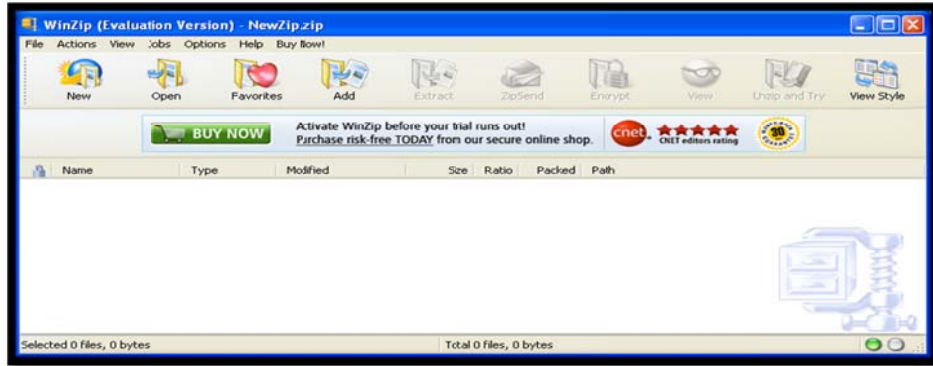 WinZip (Evaluation Version) - NewZip.zip
File Actions View Jobs Options Help Buy Now!
New Open Favorites Add Extract ZipSend Encrypt View Unzip and Try View Style
BUY NOW
Activate WinZip before your trial runs out!
Purchase risk-free TODAY from our secure online shop.
cnet
CNET editors rating
30
Name Type Modified Size Ratio Packed Path
Selected 0 files, 0 bytes Total 0 files, 0 bytes